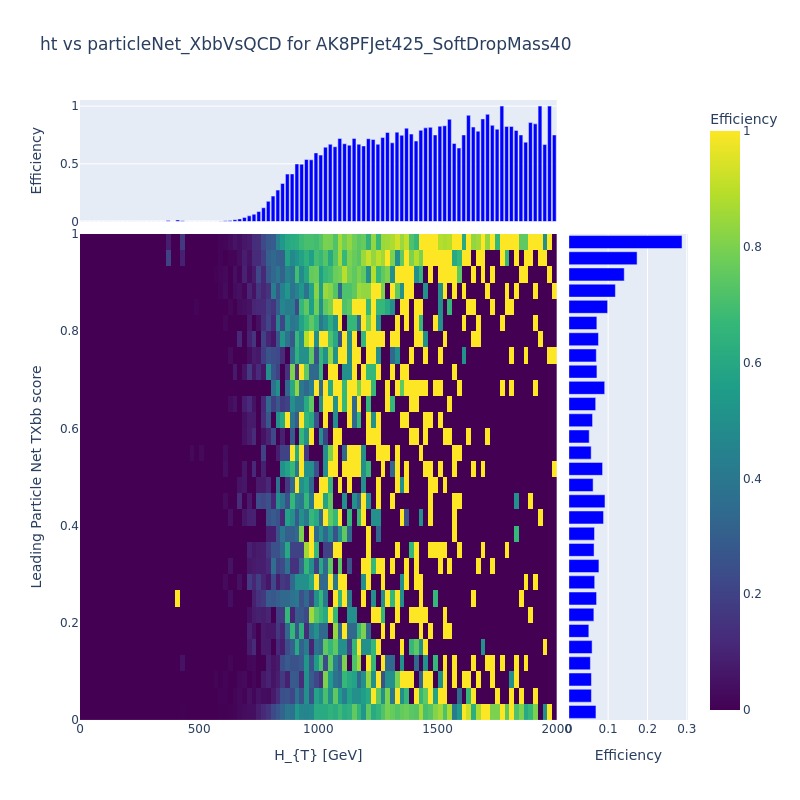 ht vs particleNet_XbbVsQCD for AK8PFJet425_SoftDropMass40
Efficiency
1
0.5
0
Efficiency
1
0.8
0.6
0.4
0.2
0
Leading Particle Net TXbb score
1
0.8
0.6
0.4
0.2
0
0 500 1000 1500 2000
H_{T} [GeV]
0 0.1 0.2 0.3
Efficiency